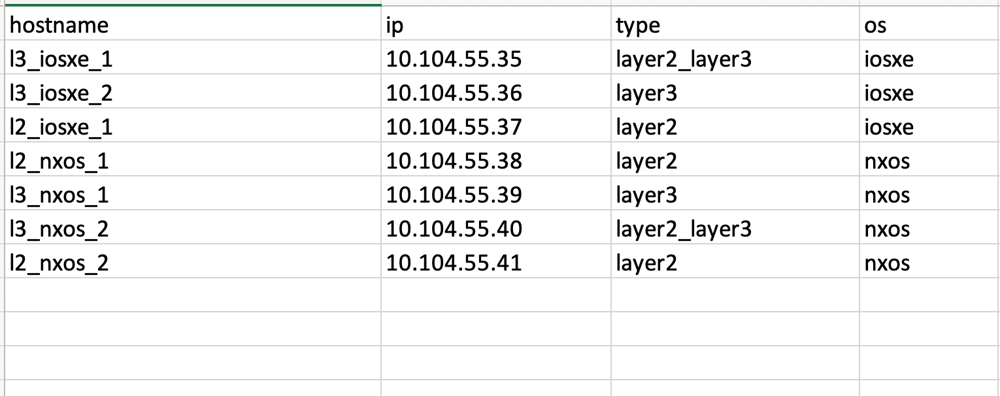 hostname ip type os
l3_iosxe_1 10.104.55.35 layer2_layer3 iosxe
l3_iosxe_2 10.104.55.36 layer3 iosxe
l2_iosxe_1 10.104.55.37 layer2 iosxe
l2_nxos_1 10.104.55.38 layer2 nxos
l3_nxos_1 10.104.55.39 layer3 nxos
l3_nxos_2 10.104.55.40 layer2_layer3 nxos
l2_nxos_2 10.104.55.41 layer2 nxos